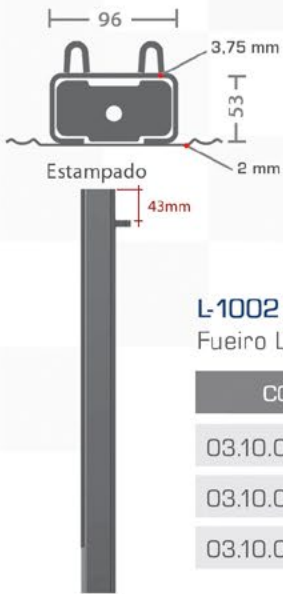 96
3,75 mm
53
2 mm
Estampado
43mm
L-1002
Fueiro L
CO
03.10.0
03.10.0
03.10.0